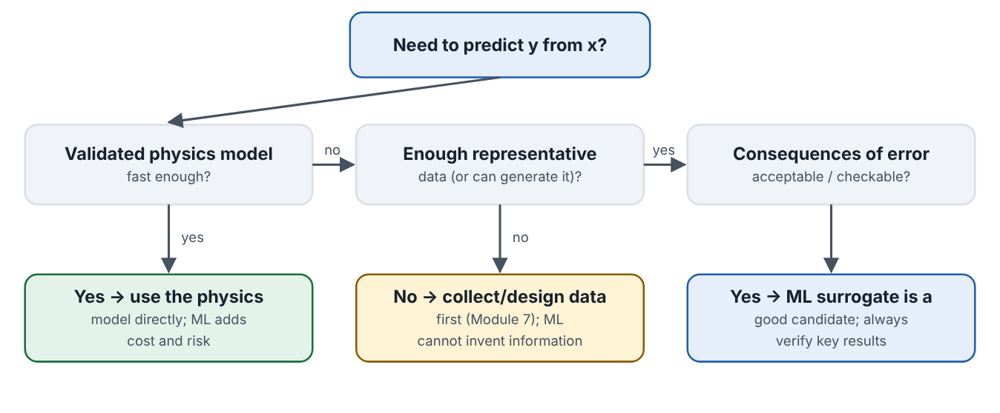 Need to predict y from x?
Validated physics model
fast enough?
no
Enough representative
data (or can generate it)?
yes
Consequences of error
acceptable / checkable?
yes
no
Yes → use the physics
model directly; ML adds
cost and risk
No → collect/design data
first (Module 7); ML
cannot invent information
Yes → ML surrogate is a
good candidate; always
verify key results